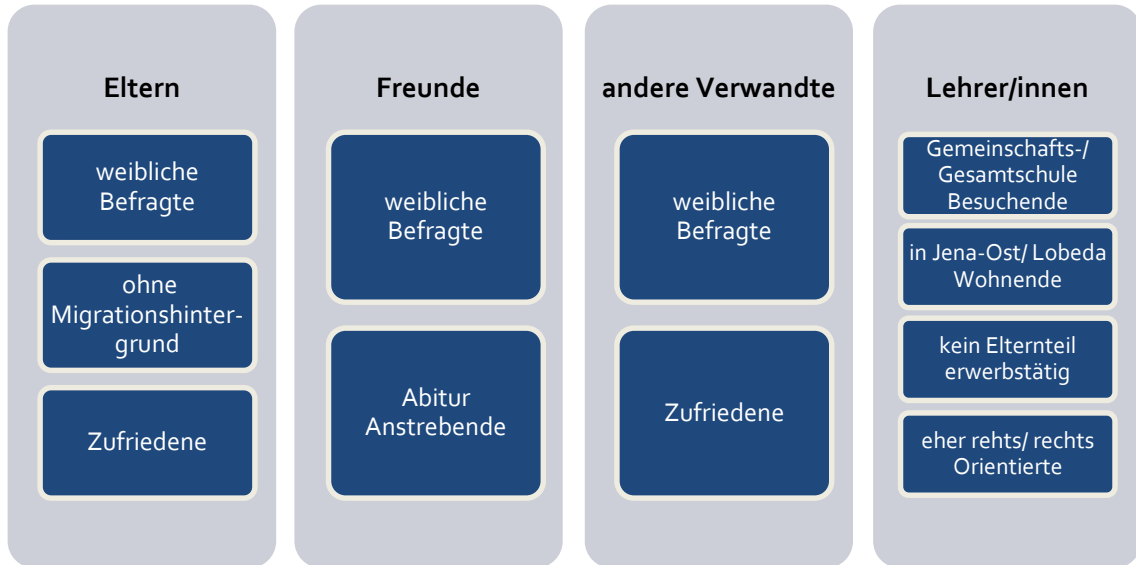 Eltern
weibliche
Befragte
ohne
Migrationshinter-
grund
Zufriedene
Freunde
weibliche
Befragte
Abitur
Anstrebende
andere Verwandte
weibliche
Befragte
Zufriedene
Lehrer/innen
Gemeinschafts-/
Gesamtschule
Besuchende
in Jena-Ost/ Lobeda
Wohnende
kein Elternteil
erwerbstätig
eher rehts/ rechts
Orientierte